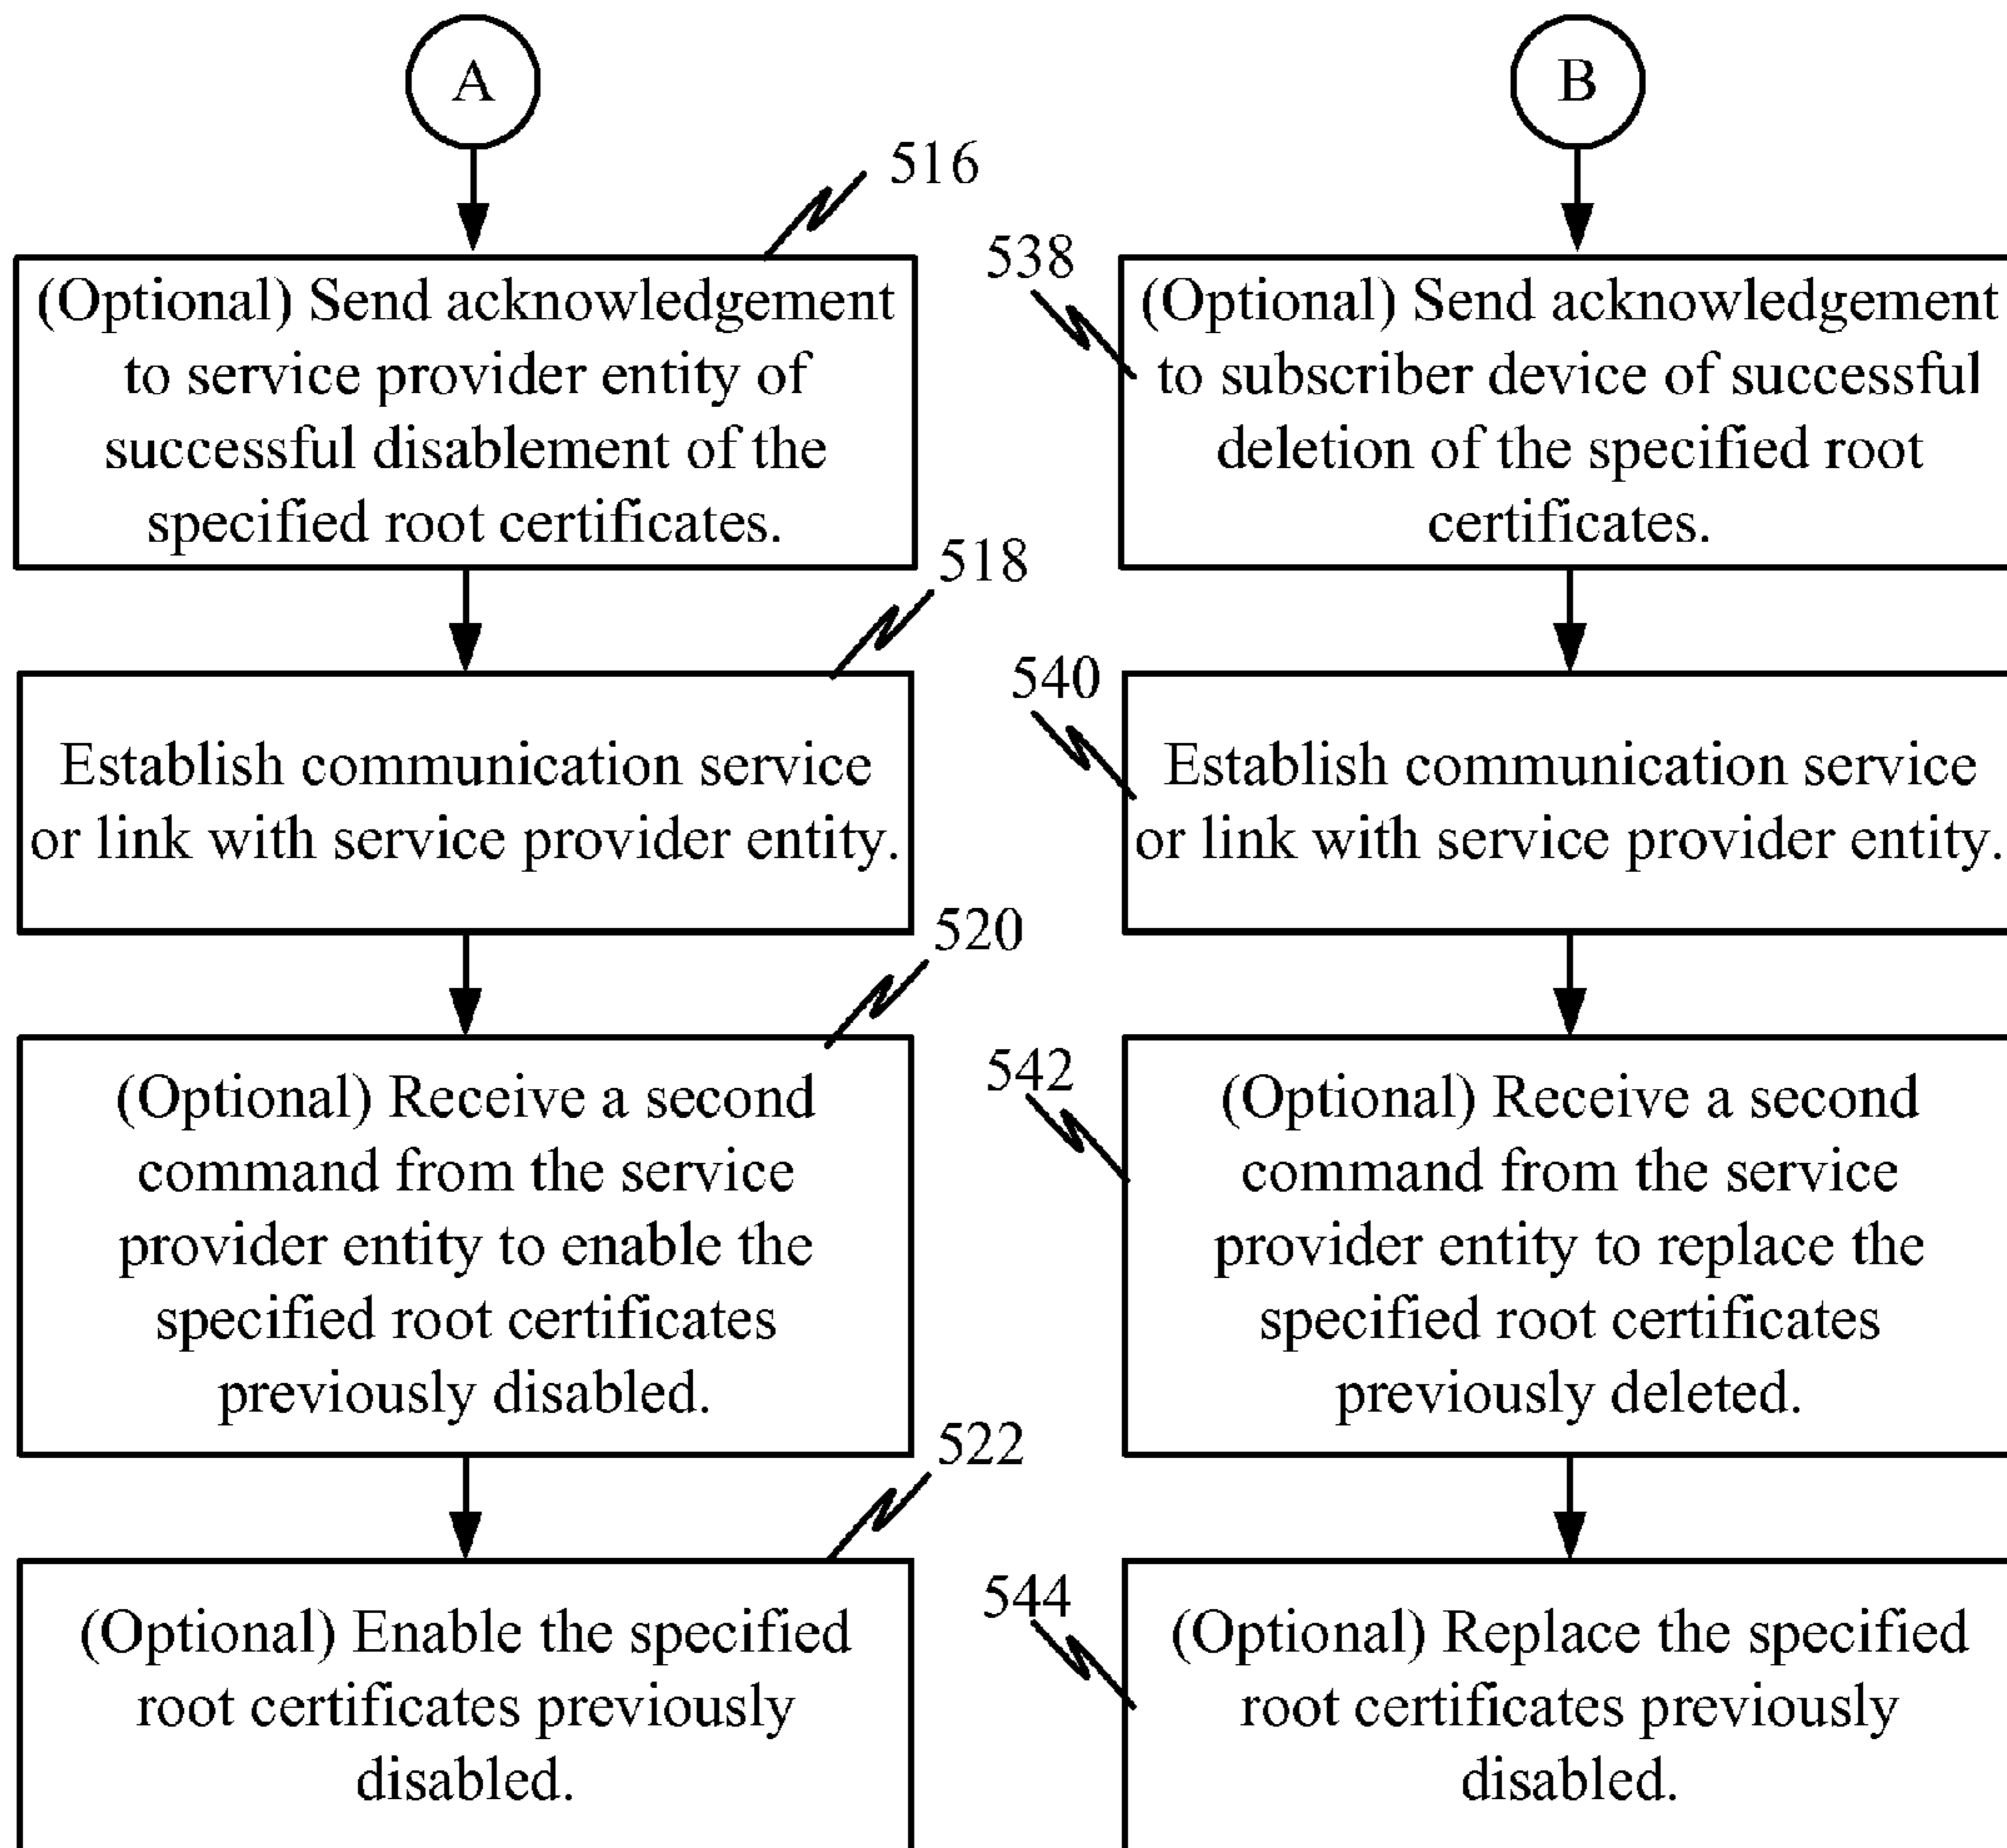 A
516
(Optional) Send acknowledgement
to service provider entity of
successful disablement of the
specified root certificates.
518
Establish communication service
or link with service provider entity.
520
(Optional) Receive a second
command from the service
provider entity to enable the
specified root certificates
previously disabled.
522
(Optional) Enable the specified
root certificates previously
disabled.
B
538
(Optional) Send acknowledgement
to subscriber device of successful
deletion of the specified root
certificates.
540
Establish communication service
or link with service provider entity.
542
(Optional) Receive a second
command from the service
provider entity to replace the
specified root certificates
previously deleted.
544
(Optional) Replace the specified
root certificates previously
disabled.